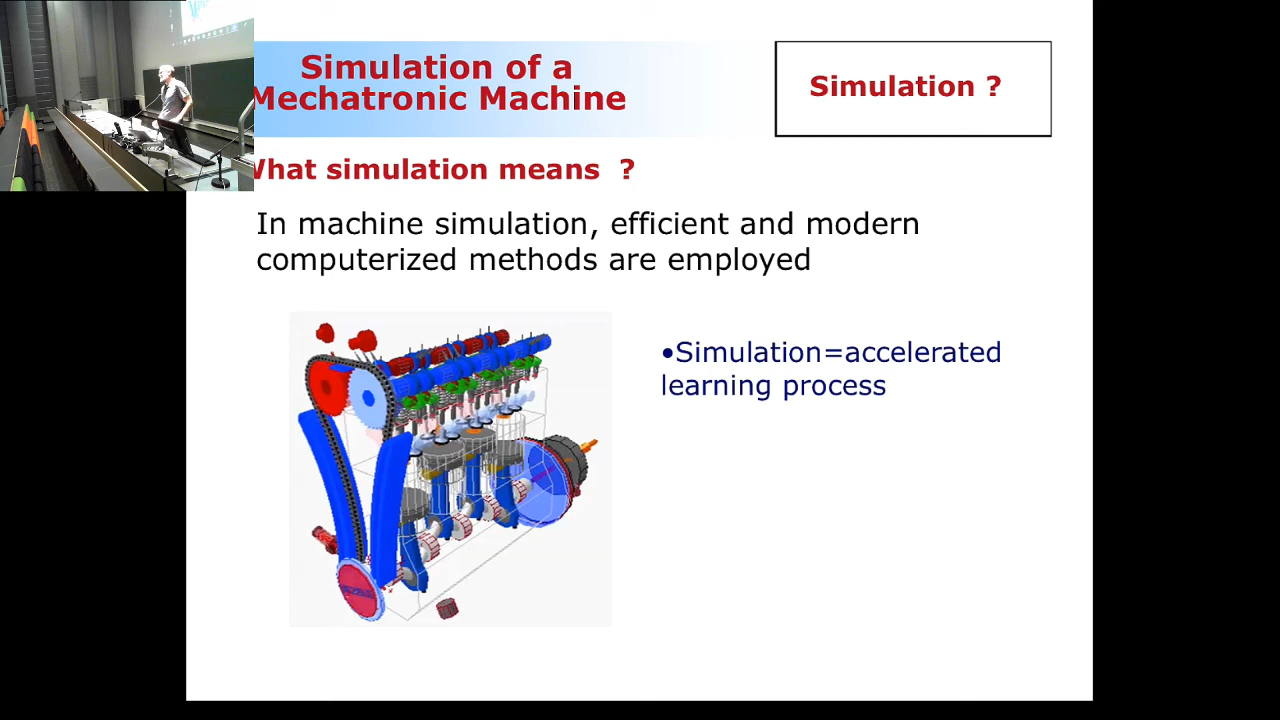 Simulation of a
Mechatronic Machine
Simulation ?
What simulation means ?
In machine simulation, efficient and modern
computerized methods are employed
•Simulation=accelerated
learning process